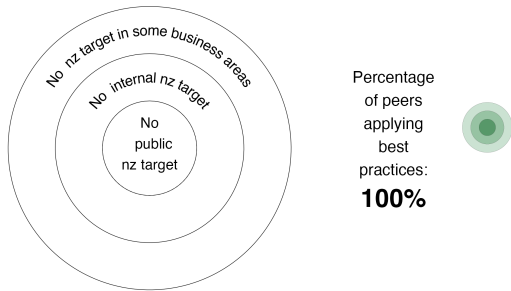 No nz target in some business areas
No internal nz target
No
public
nz target
Percentage
of peers
applying
best
practices:
100%